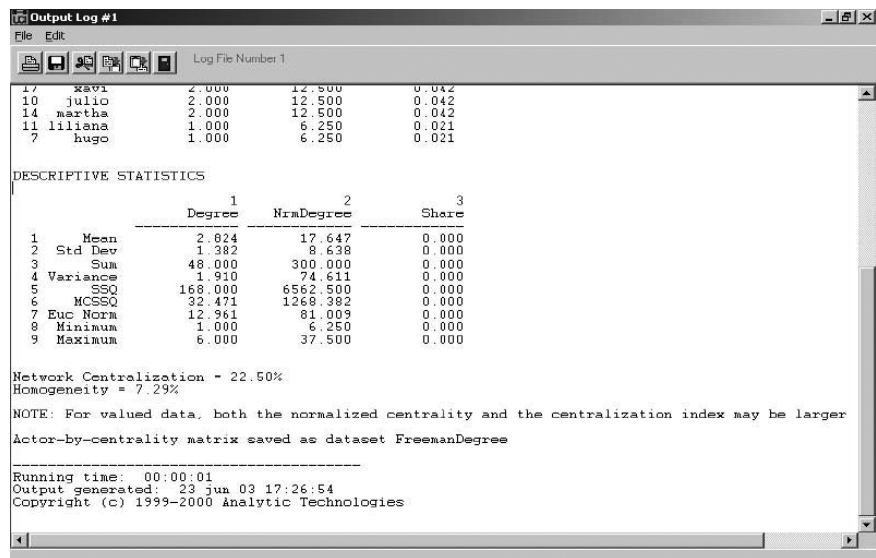 Output Log #1
File Edit
Log File Number 1
17 xavi 2.000 12.500 0.042
10 julio 2.000 12.500 0.042
14 martha 2.000 12.500 0.042
11 liliana 1.000 6.250 0.021
7 hugo 1.000 6.250 0.021
DESCRIPTIVE STATISTICS
1 2 3
Degree NrmDegree Share
1 Mean 2.824 17.647 0.000
2 Std Dev 1.382 8.638 0.000
3 Sum 48.000 300.000 0.000
4 Variance 1.910 74.611 0.000
5 SSQ 168.000 6562.500 0.000
6 MCSSQ 32.471 1268.382 0.000
7 Euc Norm 12.961 81.009 0.000
8 Minimum 1.000 6.250 0.000
9 Maximum 6.000 37.500 0.000
Network Centralization = 22.50%
Homogeneity = 7.29%
NOTE: For valued data, both the normalized centrality and the centralization index may be larger
Actor-by-centrality matrix saved as dataset FreemanDegree
Running time: 00:00:01
Output generated: 23 jun 03 17:26:54
Copyright (c) 1999-2000 Analytic Technologies